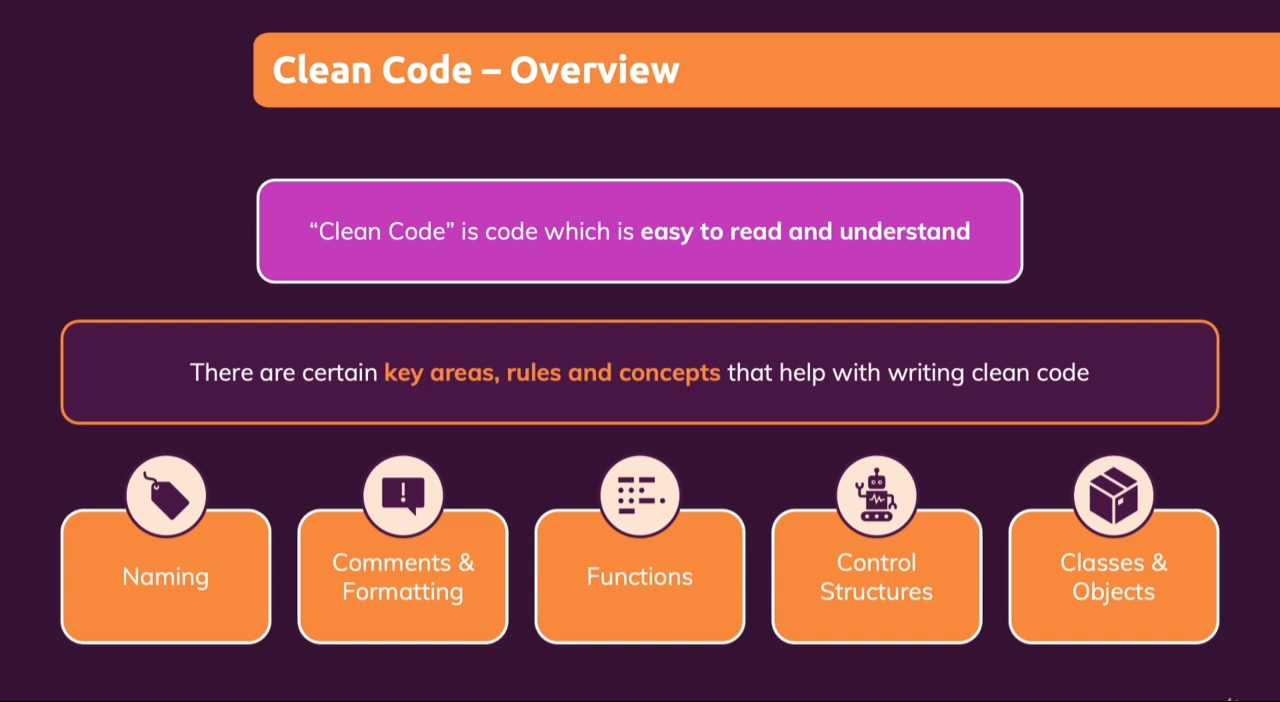 Clean Code – Overview
“Clean Code” is code which is easy to read and understand
There are certain key areas, rules and concepts that help with writing clean code
Naming
Comments &
Formatting
Functions
Control
Structures
Classes &
Objects